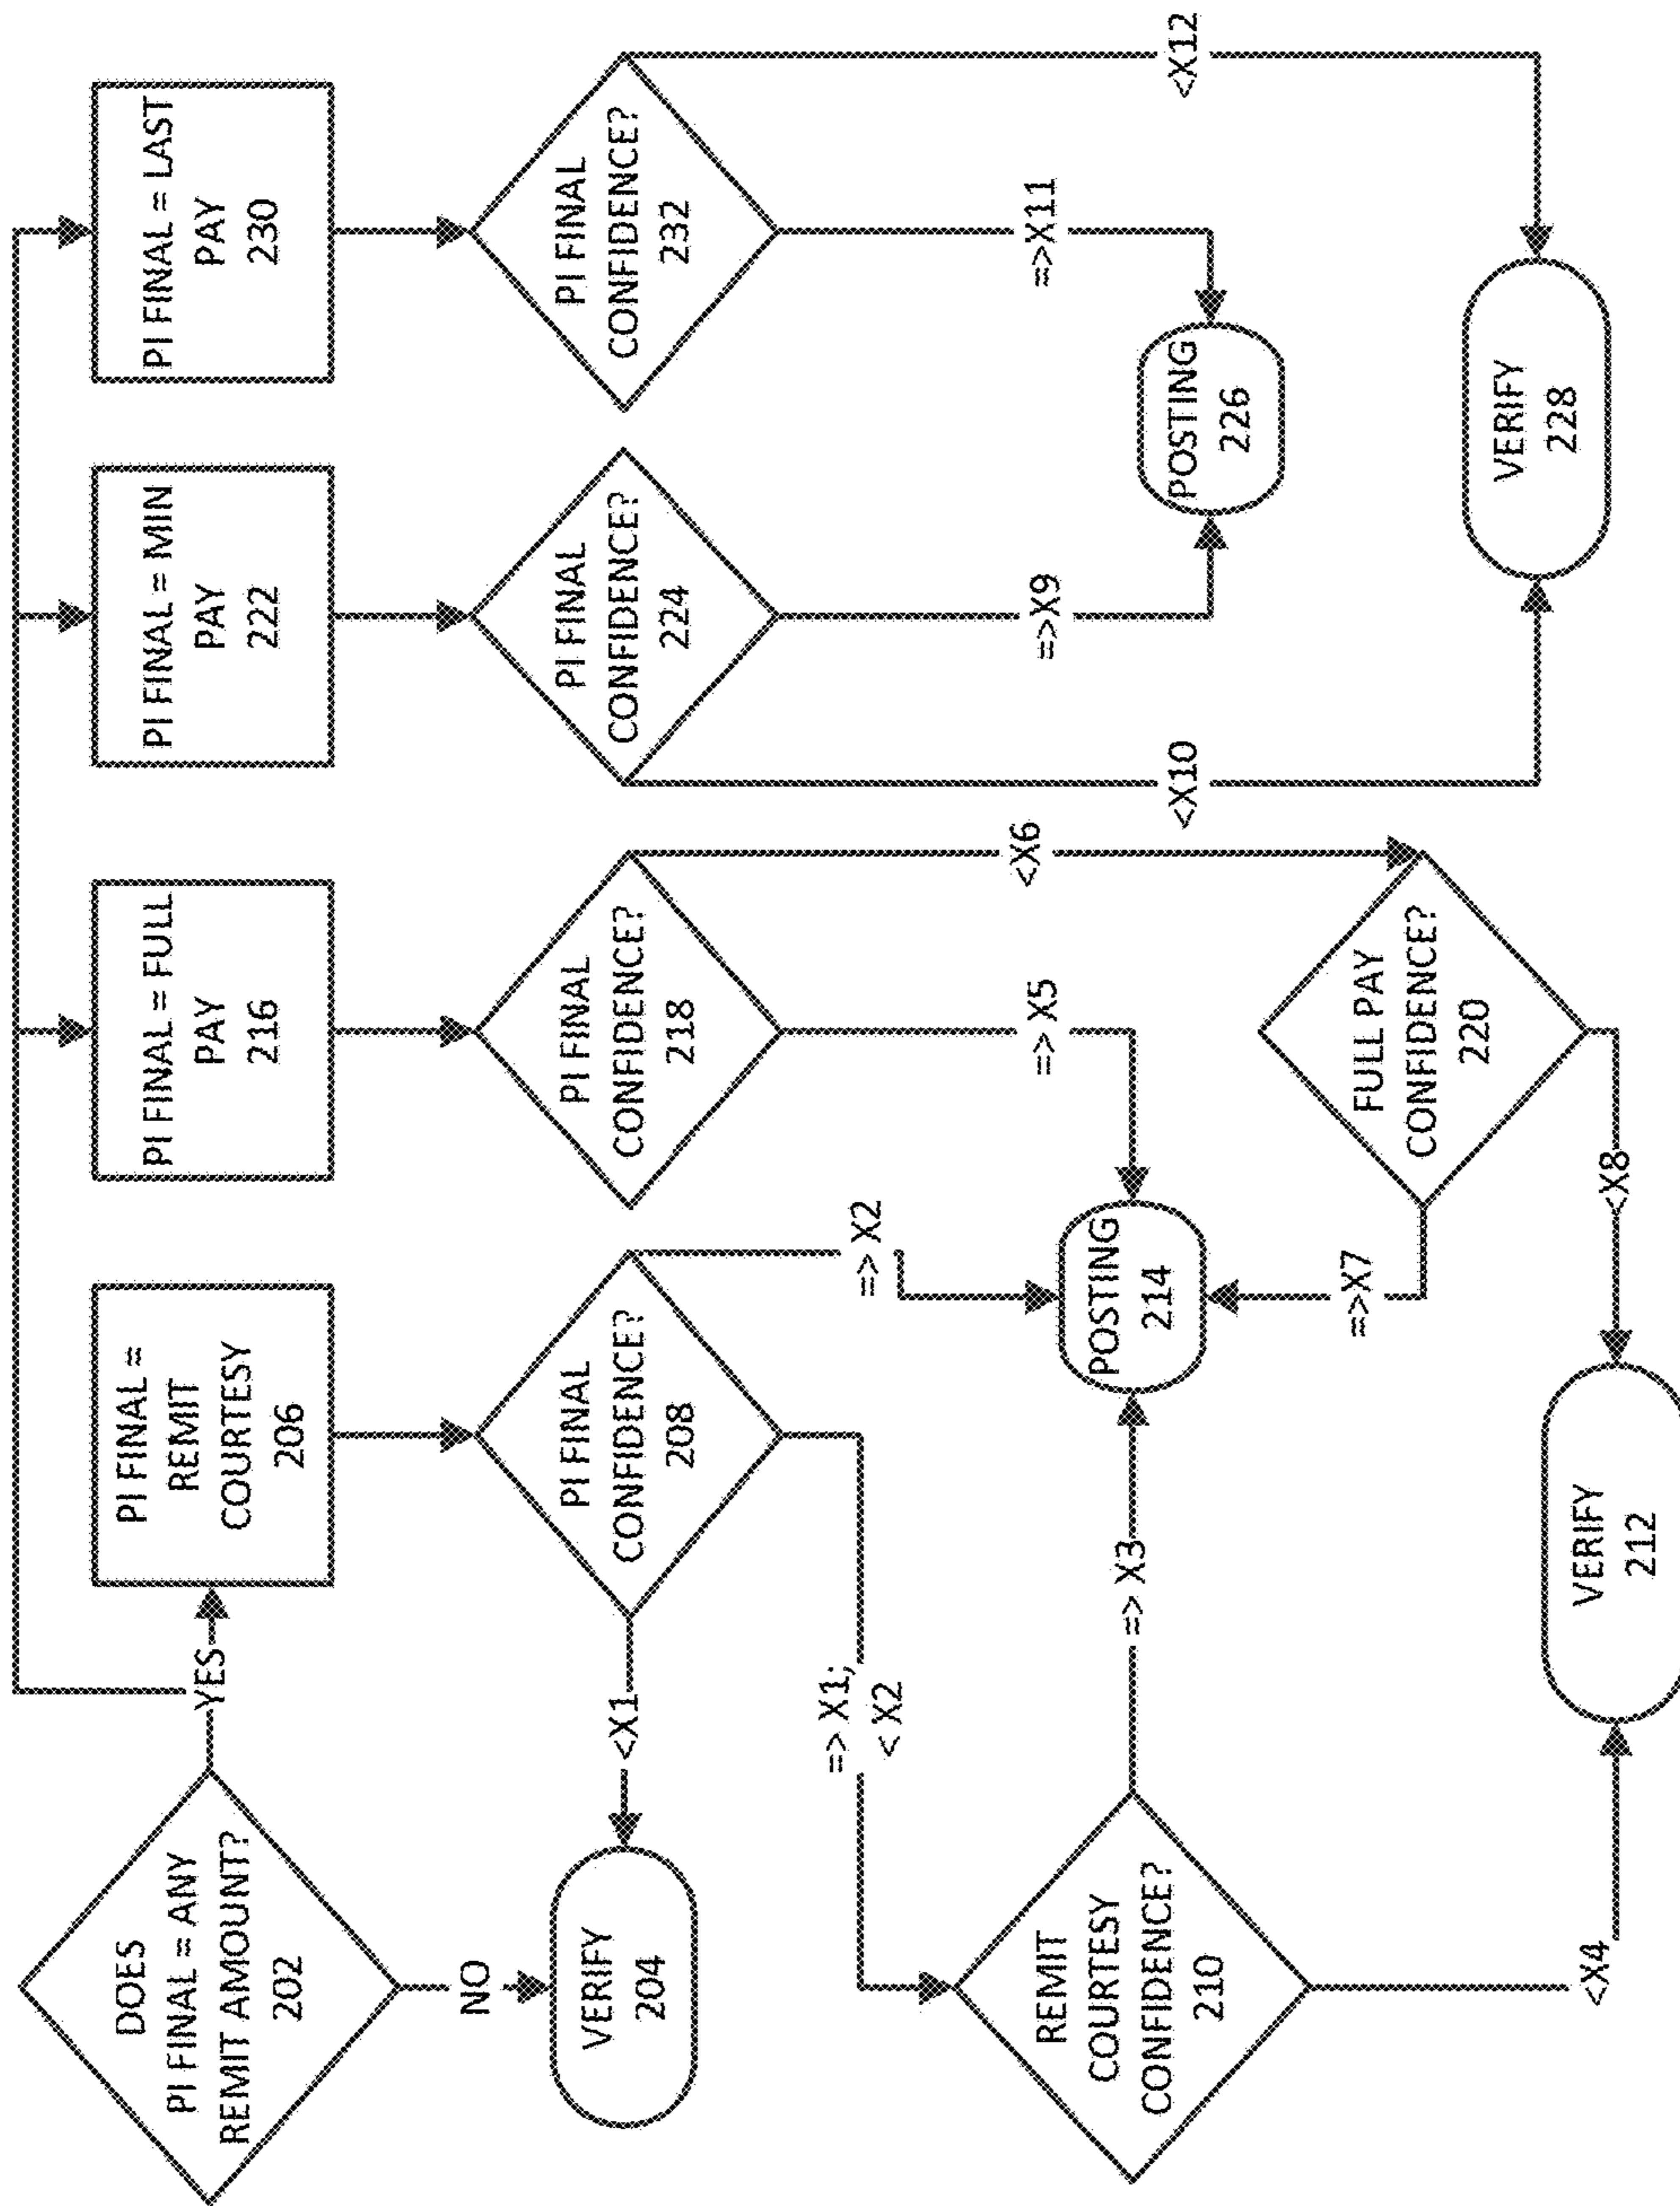 DOES
PI FINAL = ANY
REMIT AMOUNT?
202
YES
NO
VERIFY
204
PI FINAL =
REMIT
COURTESY
206
PI FINAL = FULL
PAY
216
PI FINAL = MIN
PAY
222
PI FINAL = LAST
PAY
230
PI FINAL
CONFIDENCE?
208
PI FINAL
CONFIDENCE?
218
PI FINAL
CONFIDENCE?
224
PI FINAL
CONFIDENCE?
232
<X1
=> X1;
< X2
=> X2
=> X5
<X6
=>X9
<X10
=>X11
<X12
REMIT
COURTESY
CONFIDENCE?
210
=> X3
<X4
POSTING
214
=>X7
FULL PAY
CONFIDENCE?
220
<X8
VERIFY
212
POSTING
226
VERIFY
228